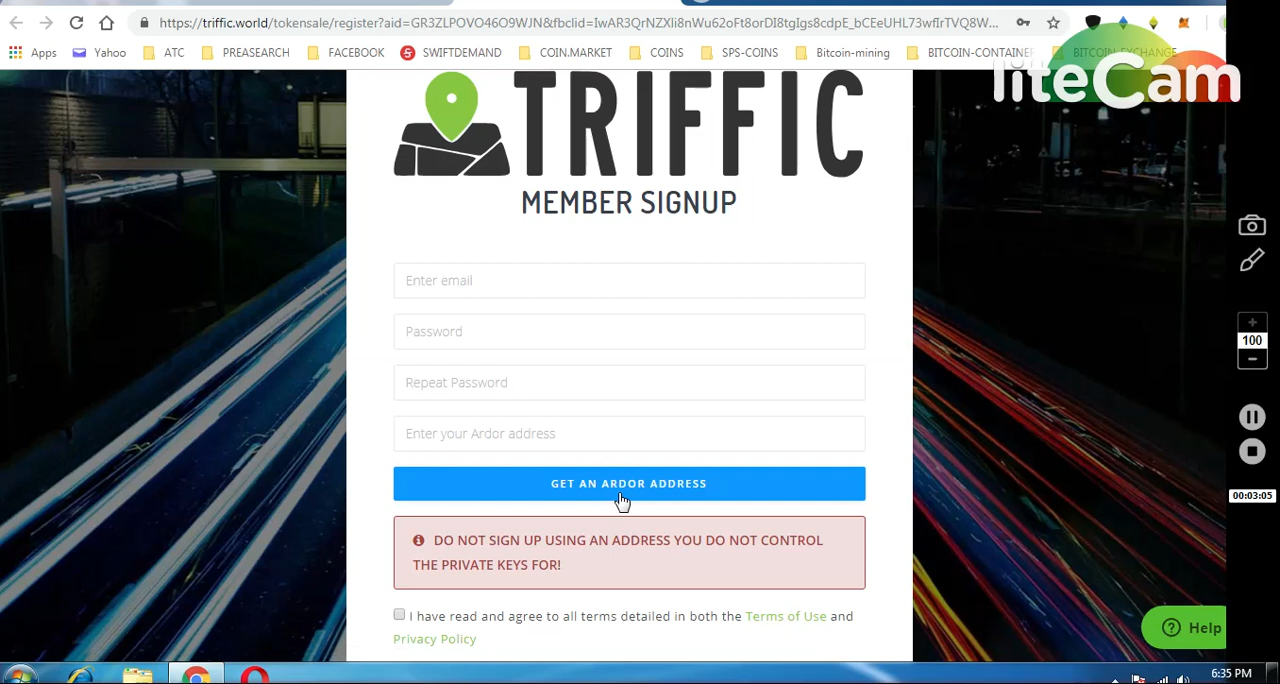 https://triffic.world/tokensale/register?aid=GR3ZLPOVO46O9WJN&fbclid=IwAR3QrNZXli8nWu62oFt8orDI8tgIgs8cdpE_bCEeUHL73wfIrTVQ8W...
Apps Yahoo ATC PREASEARCH FACEBOOK SWIFTDEMAND COIN.MARKET COINS SPS-COINS Bitcoin-mining BITCOIN-CONTAINER BITCOIN-EXCHANGE
liteCam
TRIFFIC
MEMBER SIGNUP
Enter email
Password
Repeat Password
Enter your Ardor address
GET AN ARDOR ADDRESS
DO NOT SIGN UP USING AN ADDRESS YOU DO NOT CONTROL
THE PRIVATE KEYS FOR!
I have read and agree to all terms detailed in both the Terms of Use and
Privacy Policy
100
00:03:05
Help
6:35 PM